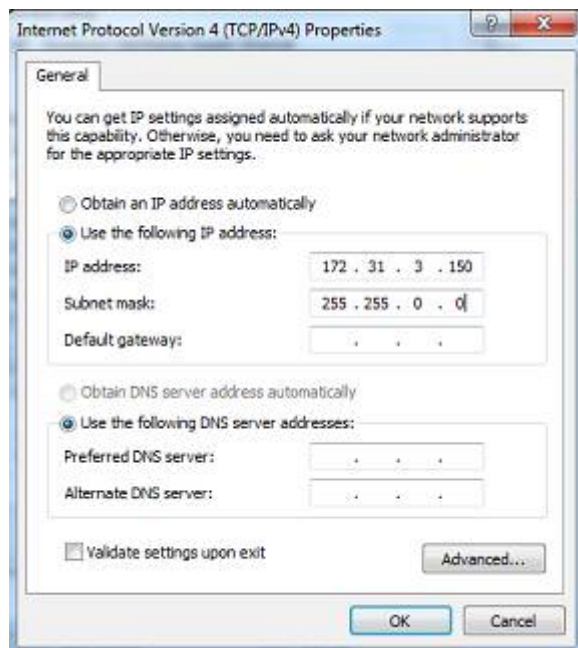 Internet Protocol Version 4 (TCP/IPv4) Properties
General
You can get IP settings assigned automatically if your network supports
this capability. Otherwise, you need to ask your network administrator
for the appropriate IP settings.
Obtain an IP address automatically
Use the following IP address:
IP address: 172 . 31 . 3 . 150
Subnet mask: 255 . 255 . 0 . 0
Default gateway: . . .
Obtain DNS server address automatically
Use the following DNS server addresses:
Preferred DNS server: . . .
Alternate DNS server: . . .
Validate settings upon exit
Advanced...
OK Cancel